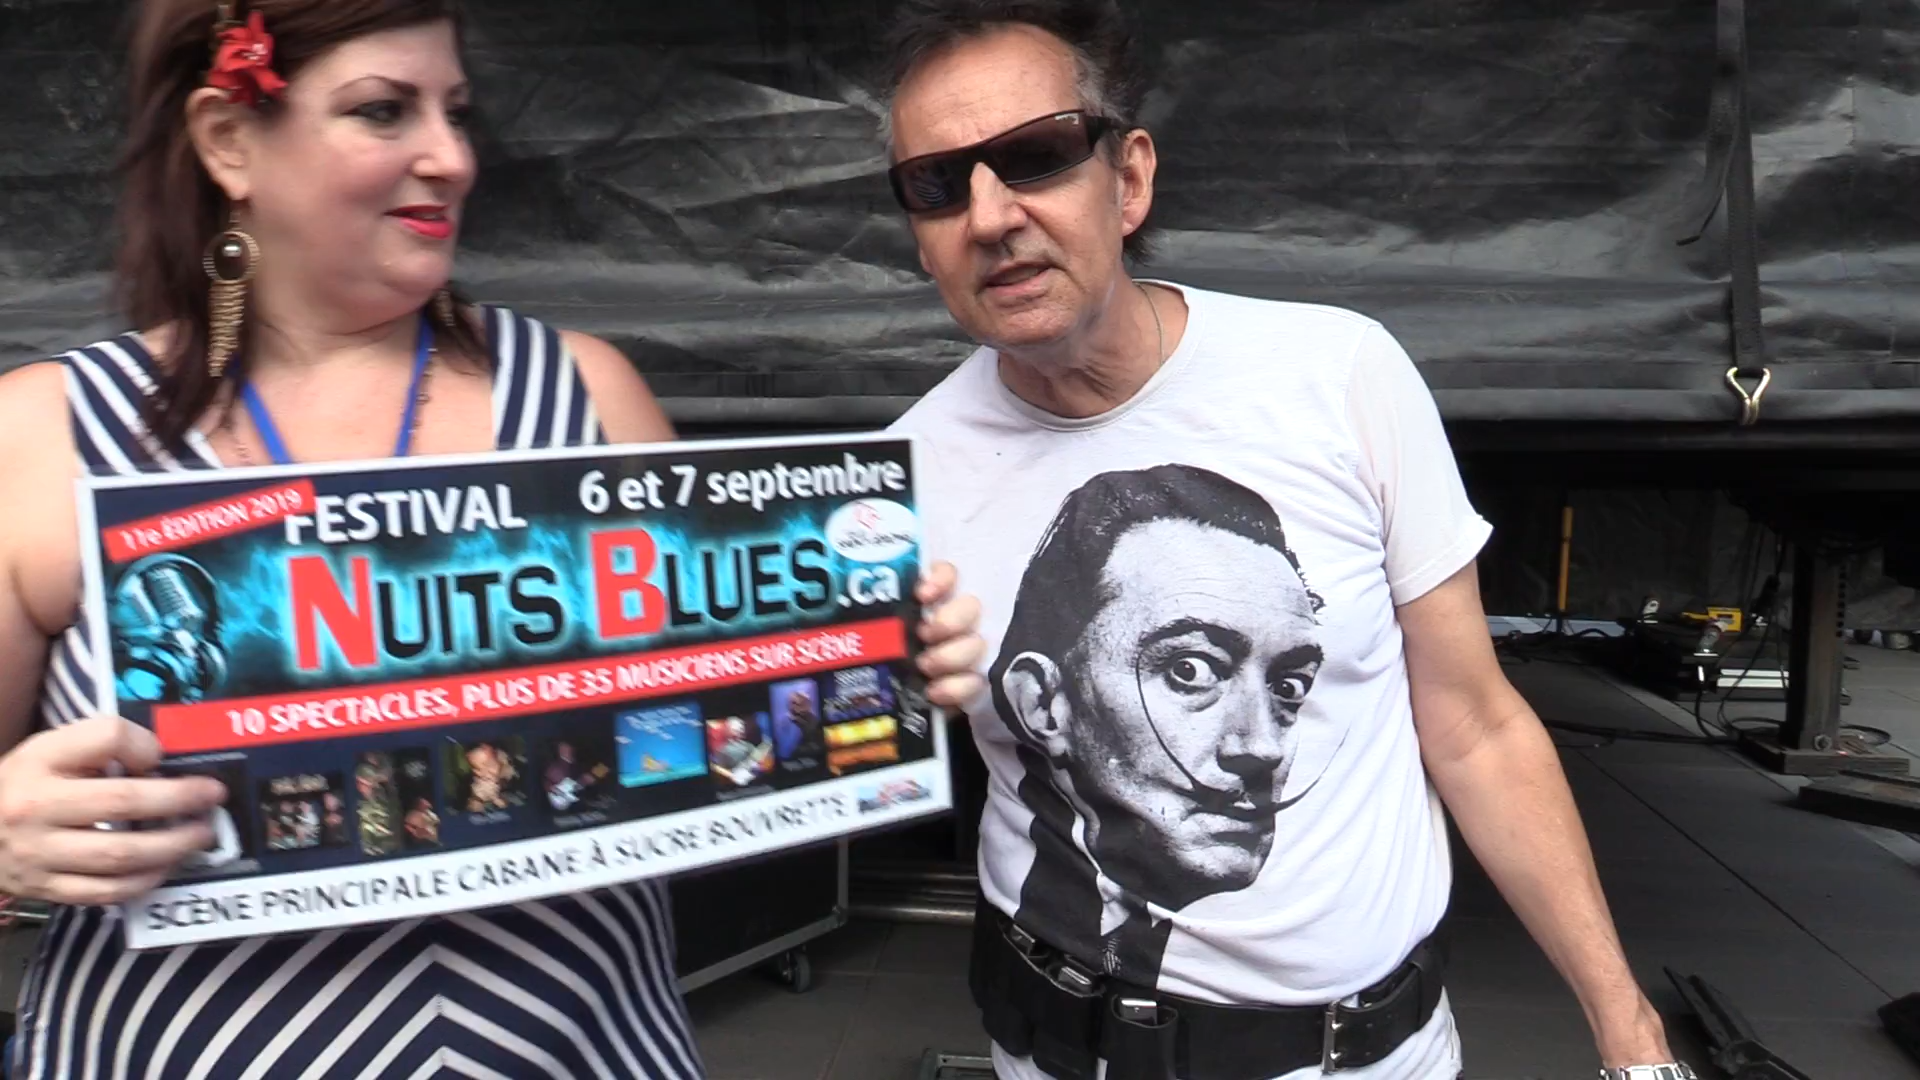 11e ÉDITION 2019
FESTIVAL
6 et 7 septembre
NUITS BLUES.ca
10 SPECTACLES, PLUS DE 35 MUSICIENS SUR SCÈNE
SCÈNE PRINCIPALE CABANE À SUCRE BOUVRETTE